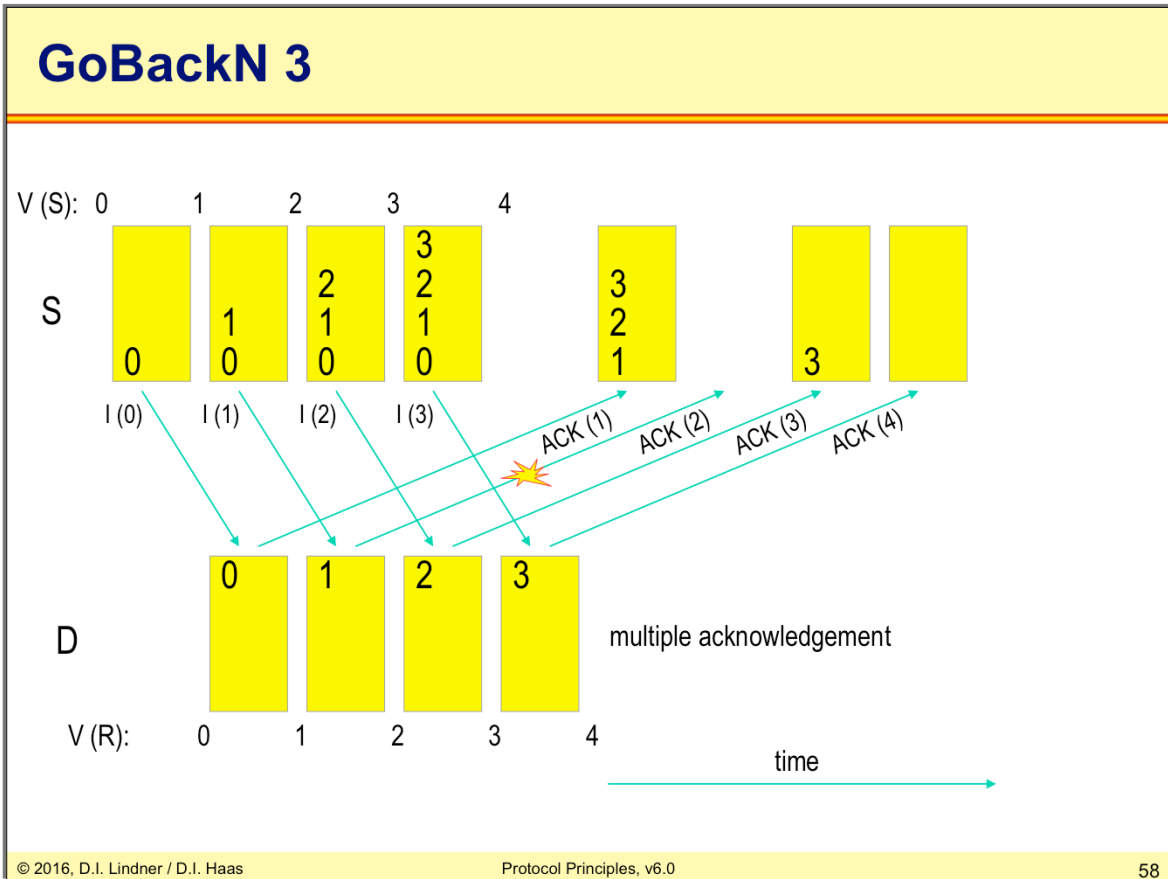 GoBackN 3
V (S): 0 1 2 3 4
3
2 2 3
S 1 1 1 2
0 0 0 0 1 3
I (0) I (1) I (2) I (3) ACK (1) ACK (2) ACK (3) ACK (4)
0 1 2 3
D multiple acknowledgement
V (R): 0 1 2 3 4
time
© 2016, D.I. Lindner / D.I. Haas Protocol Principles, v6.0 58